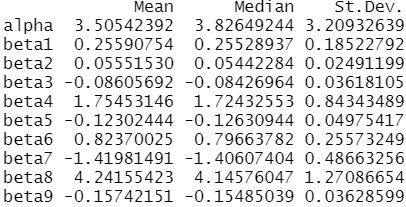 Mean Median St.Dev.
alpha 3.50542392 3.82649244 3.20932639
beta1 0.25590754 0.25528937 0.18522792
beta2 0.05551530 0.05442284 0.02491199
beta3 -0.08605692 -0.08426964 0.03618105
beta4 1.75453146 1.72432553 0.84343489
beta5 -0.12302444 -0.12630944 0.04975417
beta6 0.82370025 0.79663782 0.25573249
beta7 -1.41981491 -1.40607404 0.48663256
beta8 4.24155423 4.14576047 1.27086654
beta9 -0.15742151 -0.15485039 0.03628599